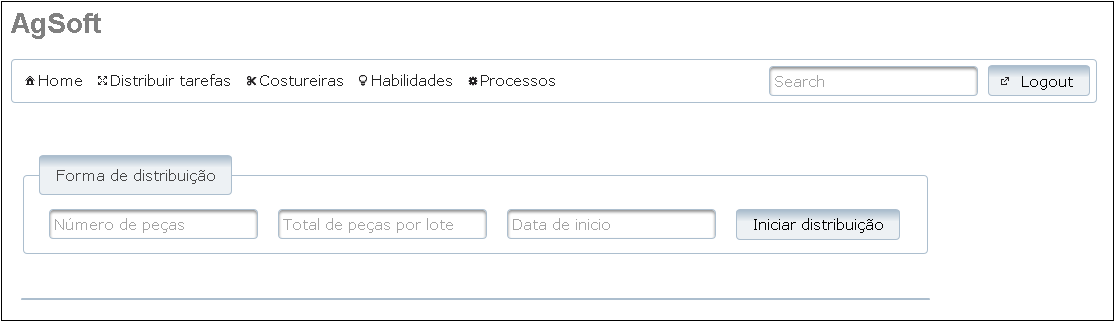 AgSoft
Home Distribuir tarefas Costureiras Habilidades Processos Search Logout
Forma de distribuição
Número de peças Total de peças por lote Data de inicio Iniciar distribuição